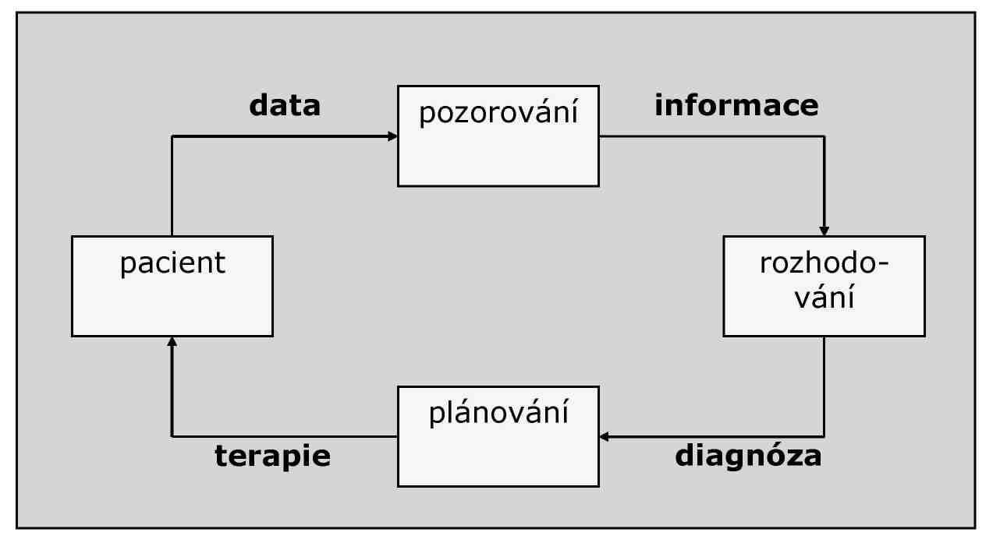 data
pozorování
informace
pacient
rozhodo-
vání
plánování
terapie
diagnóza